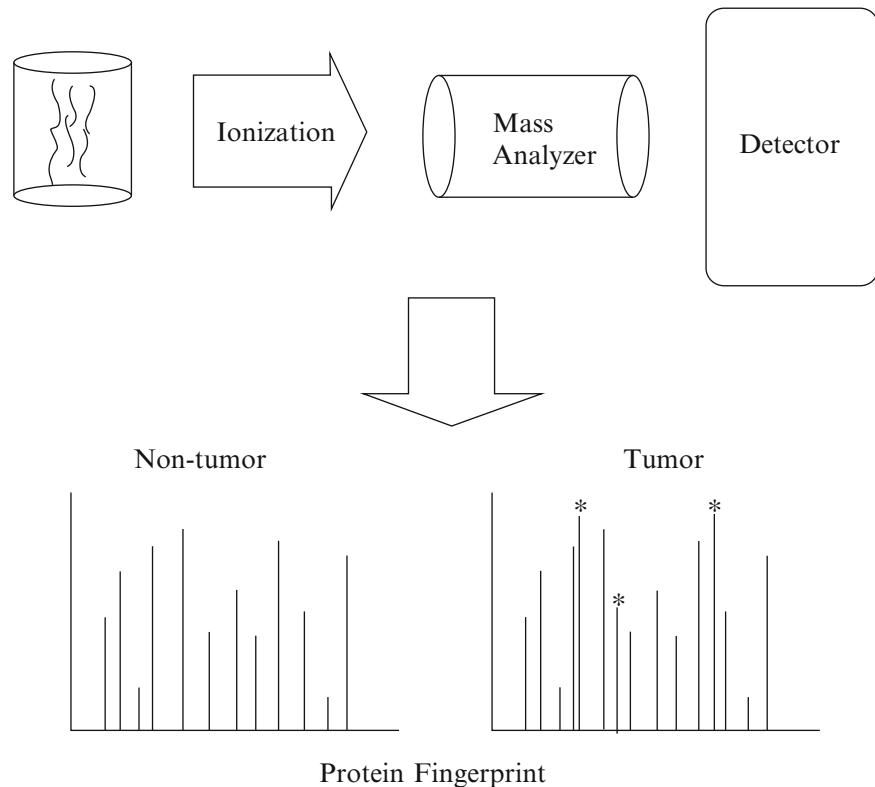 Ionization
Mass
Analyzer
Detector
Non-tumor
Tumor
*
*
*
Protein Fingerprint